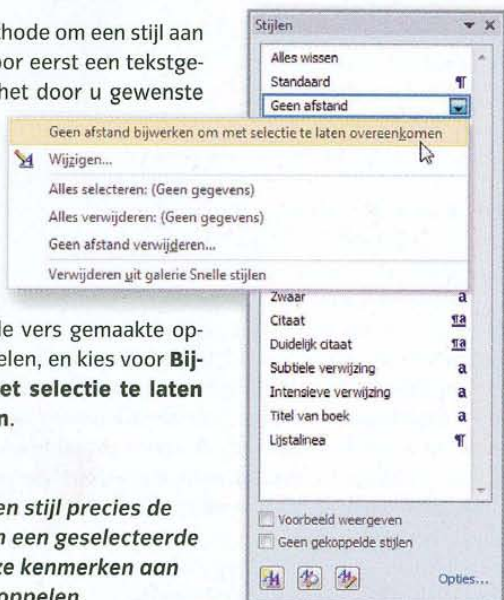 hode om een stijl aan
oor eerst een tekstge-
het door u gewenste
Stijlen
Alles wissen
Standaard ¶
Geen afstand
Geen afstand bijwerken om met selectie te laten overeenkomen
Wijzigen...
Alles selecteren: (Geen gegevens)
Alles verwijderen: (Geen gegevens)
Geen afstand verwijderen...
Verwijderen uit galerie Snelle stijlen
Zwaar a
Citaat ¶a
Duidelijk citaat ¶a
Subtiele verwijzing a
Intensieve verwijzing a
Titel van boek a
Lijstalinea ¶
Voorbeeld weergeven
Geen gekoppelde stijlen
Opties...
le vers gemaakte op-
elen, en kies voor Bij-
et selectie te laten
n.
en stijl precies de
n een geselecteerde
ze kenmerken aan
oppelen